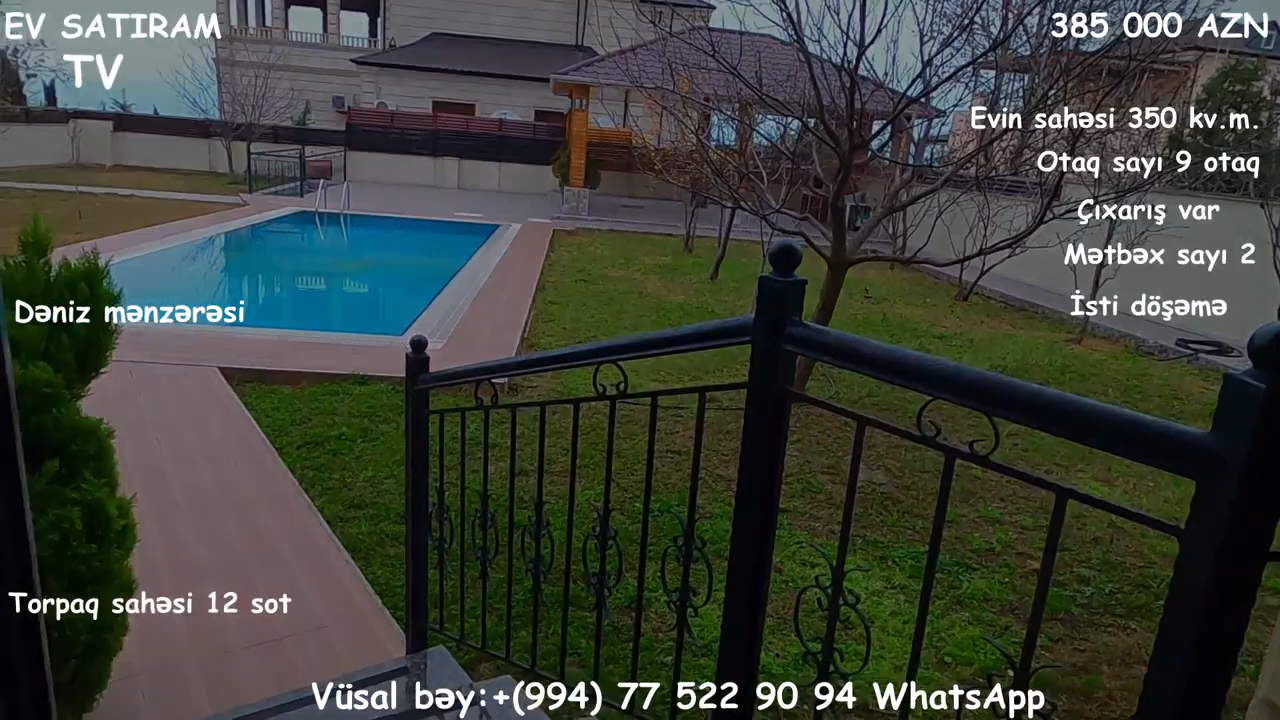 EV SATIRAM
TV
385 000 AZN
Evin sahəsi 350 kv.m.
Otaq sayı 9 otaq
Çıxarış var
Mətbəx sayı 2
İsti döşəmə
Dəniz mənzərəsi
Torpaq sahəsi 12 sot
Vüsal bəy:+(994) 77 522 90 94 WhatsApp